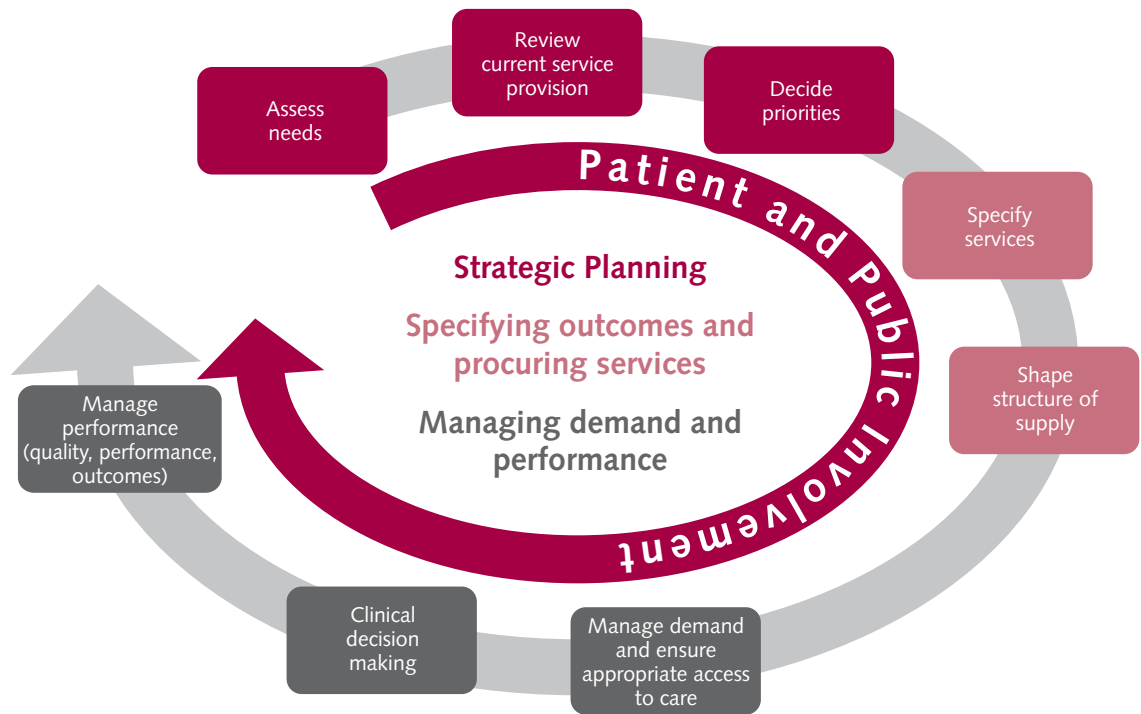 Assess
needs
Review
current service
provision
Decide
priorities
Specify
services
Shape
structure of
supply
Manage demand
and ensure
appropriate access
to care
Clinical
decision
making
Manage
performance
(quality, performance,
outcomes)
Patient and Public Involvement
Strategic Planning
Specifying outcomes and
procuring services
Managing demand and
performance